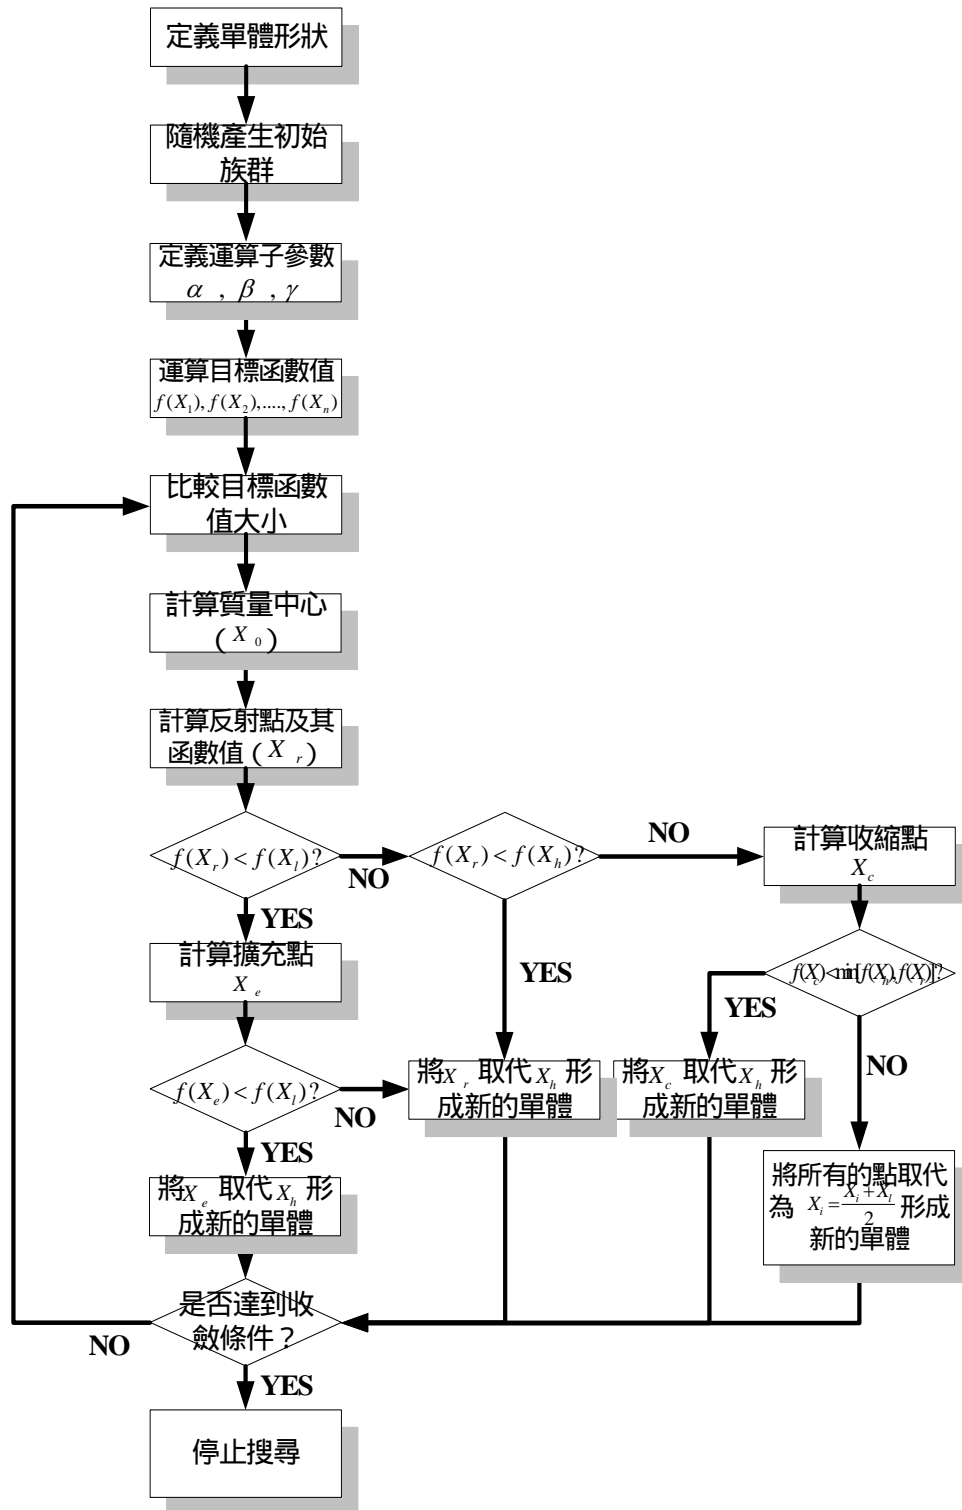 定義單體形狀
隨機產生初始
族群
定義運算子參數
α , β , γ
運算目標函數值
f(X₁), f(X₂),...., f(Xₙ)
比較目標函數
值大小
計算質量中心
(X₀)
計算反射點及其
函數值(Xᵣ)
f(Xᵣ) < f(Xₗ)?
NO
f(Xᵣ) < f(Xₕ)?
NO
計算收縮點
X_c
YES
計算擴充點
Xₑ
YES
f(X_c)<min[f(Xₕ),f(Xᵣ)]?
YES
NO
f(Xₑ) < f(Xₗ)?
NO
將Xᵣ 取代Xₕ 形
成新的單體
將X_c 取代Xₕ 形
成新的單體
YES
將Xₑ 取代Xₕ 形
成新的單體
將所有的點取代
為 Xᵢ = (Xᵢ + Xₗ)/2 形成
新的單體
是否達到收
斂條件？
NO
YES
停止搜尋